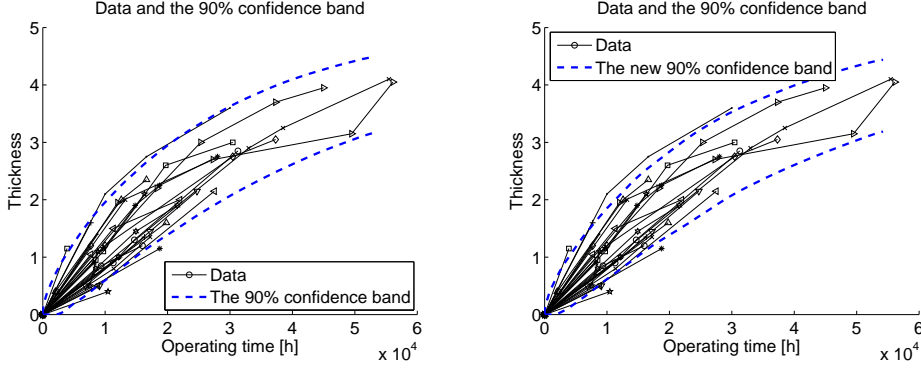 Data and the 90% confidence band
5
4
3
2
1
0
Thickness
Data
The 90% confidence band
0 1 2 3 4 5 6
Operating time [h]
x 10^4
Data and the 90% confidence band
5
4
3
2
1
0
Thickness
Data
The new 90% confidence band
0 1 2 3 4 5 6
Operating time [h]
x 10^4